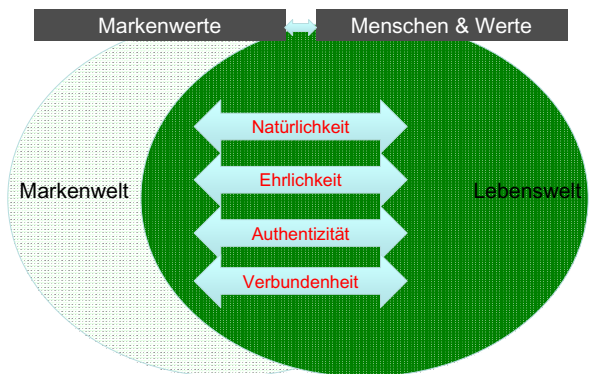 Markenwerte
Menschen & Werte
Natürlichkeit
Ehrlichkeit
Markenwelt
Lebenswelt
Authentizität
Verbundenheit